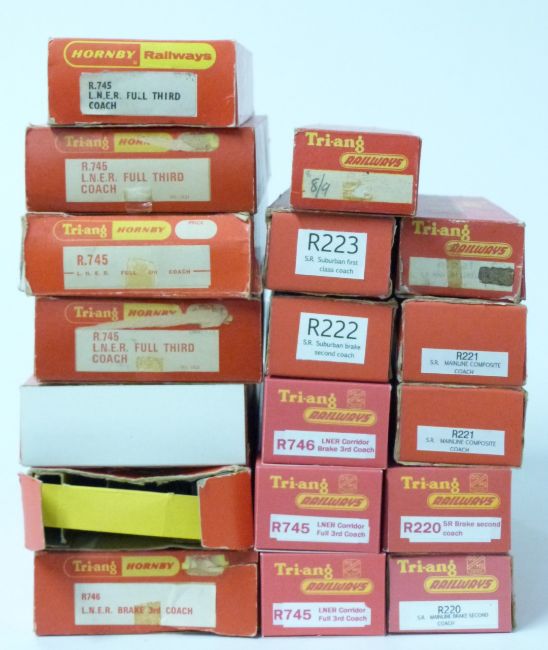 HORNBY Railways
R.745
L.N.E.R. FULL THIRD
COACH
Tri-ang HORNBY
R.745
L.N.E.R. FULL THIRD
COACH
Tri-ang HORNBY
PRICE
R.745
L.N.E.R. FULL 3rd COACH
Tri-ang HORNBY
R.745
L.N.E.R. FULL THIRD
COACH
Tri-ang HORNBY
R746
L.N.E.R. BRAKE 3rd COACH
Tri-ang
RAILWAYS
8/9
R223
S.R. Suburban first
class coach
R222
S.R. Suburban brake
second coach
Tri-ang
RAILWAYS
R746 LNER Corridor
Brake 3rd Coach
Tri-ang
RAILWAYS
R745 LNER Corridor
Full 3rd Coach
Tri-ang
RAILWAYS
R745 LNER Corridor
Full 3rd Coach
Tri-ang
RAILWAYS
R221
S.R. MAINLINE COMPOSITE
COACH
R221
S.R. MAINLINE COMPOSITE
COACH
Tri-ang
RAILWAYS
R220 SR Brake second
coach
Tri-ang
RAILWAYS
R220
S.R. MAINLINE BRAKE SECOND
COACH